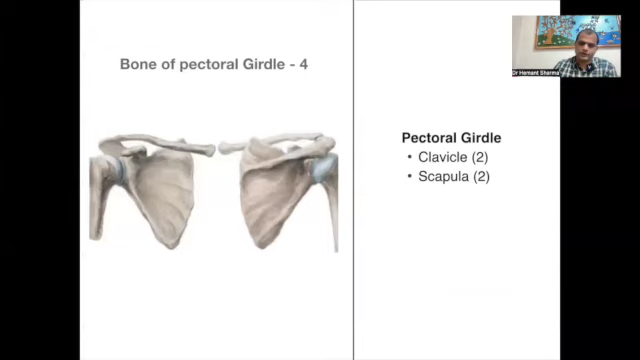 Bone of pectoral Girdle - 4
Dr Hemant Sharma
Pectoral Girdle
• Clavicle (2)
• Scapula (2)